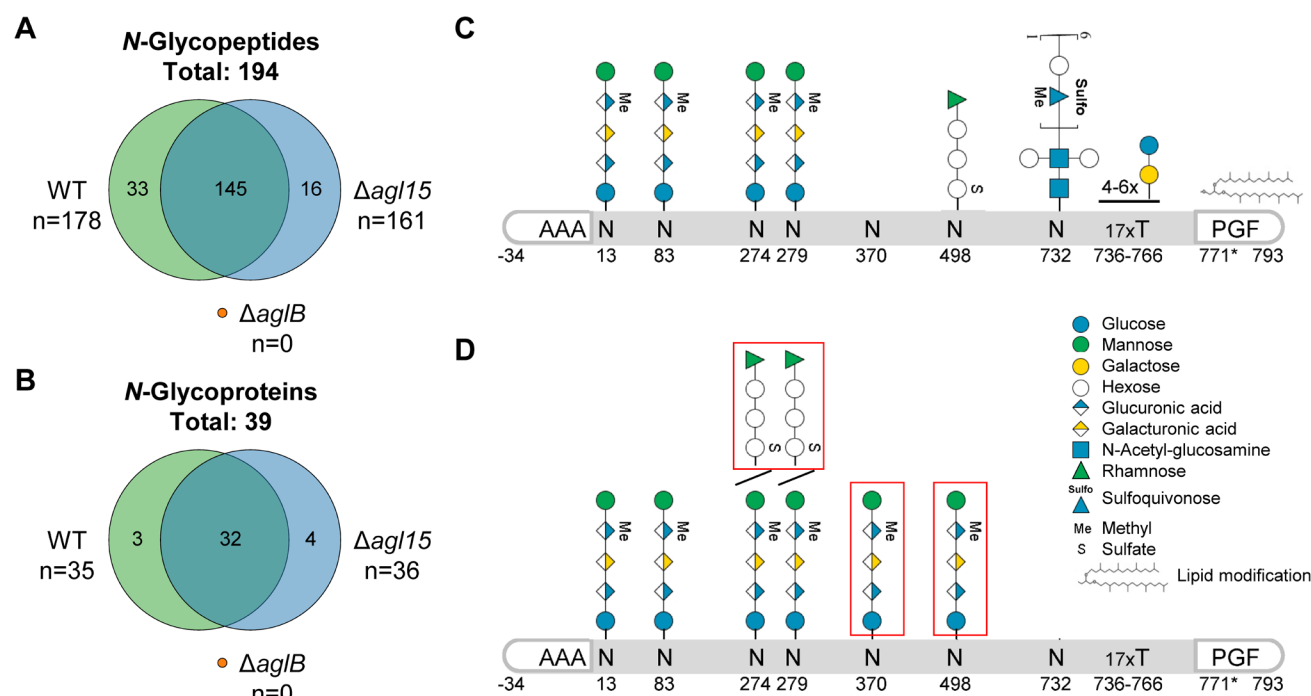 A
N-Glycopeptides
Total: 194
WT
n=178
33
145
16
Δagl15
n=161
ΔaglB
n=0
B
N-Glycoproteins
Total: 39
WT
n=35
3
32
4
Δagl15
n=36
ΔaglB
n=0
C
Me Me Me Me
S
1 6
Me Sulfo
4-6x
AAA N N N N N N N 17xT PGF
-34 13 83 274 279 370 498 732 736-766 771* 793
D
S S
Me Me Me Me Me Me
AAA N N N N N N N 17xT PGF
-34 13 83 274 279 370 498 732 736-766 771* 793
Glucose
Mannose
Galactose
Hexose
Glucuronic acid
Galacturonic acid
N-Acetyl-glucosamine
Rhamnose
Sulfo Sulfoquivonose
Me Methyl
S Sulfate
Lipid modification